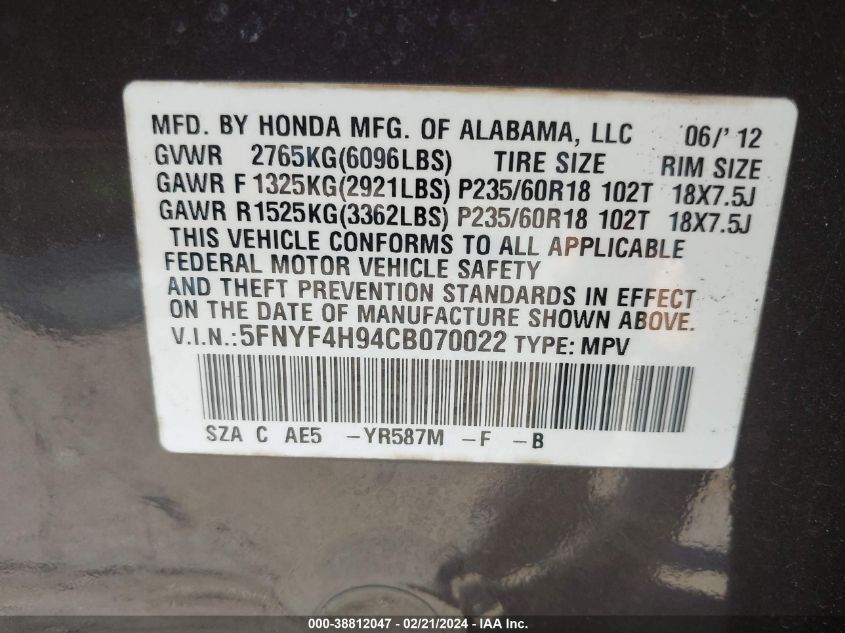 MFD. BY HONDA MFG. OF ALABAMA, LLC 06/' 12
GVWR 2765KG(6096LBS) TIRE SIZE RIM SIZE
GAWR F 1325KG(2921LBS) P235/60R18 102T 18X7.5J
GAWR R1525KG(3362LBS) P235/60R18 102T 18X7.5J
THIS VEHICLE CONFORMS TO ALL APPLICABLE
FEDERAL MOTOR VEHICLE SAFETY
AND THEFT PREVENTION STANDARDS IN EFFECT
ON THE DATE OF MANUFACTURE SHOWN ABOVE.
V.I.N.:5FNYF4H94CB070022 TYPE: MPV
SZA C AE5 -YR587M -F -B
000-38812047 - 02/21/2024 - IAAI Inc.